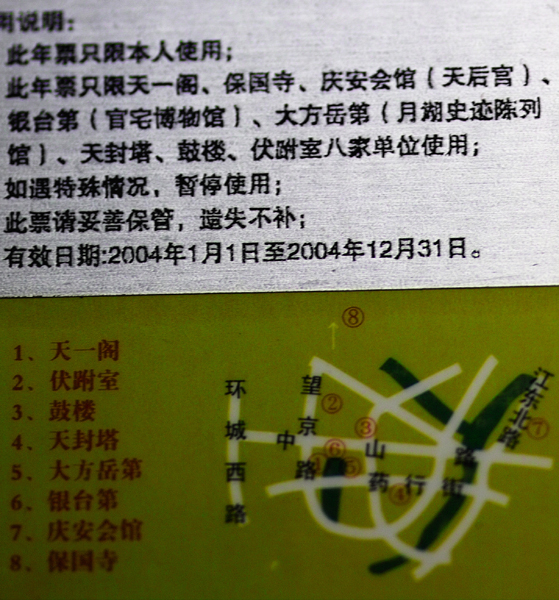 用说明：
此年票只限本人使用；
此年票只限天一阁、保国寺、庆安会馆（天后宫）、
银台第（官宅博物馆）、大方岳第（月湖史迹陈列
馆）、天封塔、鼓楼、伏跗室八家单位使用；
如遇特殊情况，暂停使用；
此票请妥善保管，遗失不补；
有效日期:2004年1月1日至2004年12月31日。
1、天一阁
2、伏跗室
3、鼓楼
4、天封塔
5、大方岳第
6、银台第
7、庆安会馆
8、保国寺
⑧
环城西路
望京路
②
中山路
③
⑥
①
⑤
药行街
④
江东北路
⑦